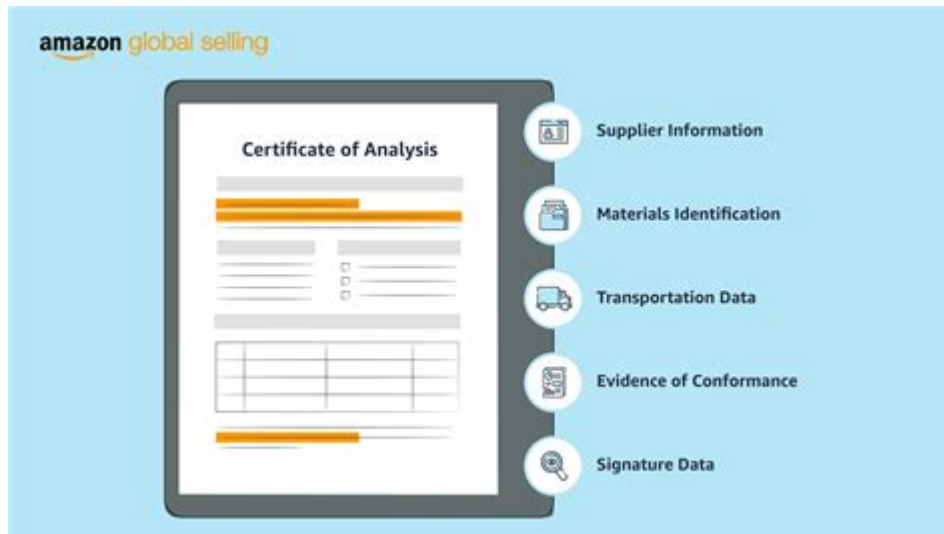 amazon global selling
Certificate of Analysis
Supplier Information
Materials Identification
Transportation Data
Evidence of Conformance
Signature Data